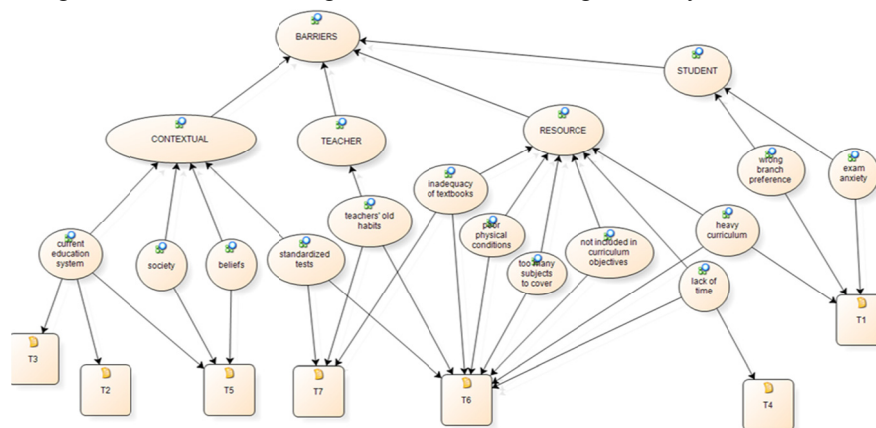 BARRIERS
STUDENT
CONTEXTUAL
TEACHER
RESOURCE
wrong
branch
preference
exam
anxiety
inadequacy
of textbooks
teachers' old
habits
poor
physical
conditions
not included in
curriculum
objectives
heavy
curriculum
current
education
system
society
beliefs
standardized
tests
too many
subjects
to cover
lack of
time
T1
T3
T2
T5
T7
T6
T4